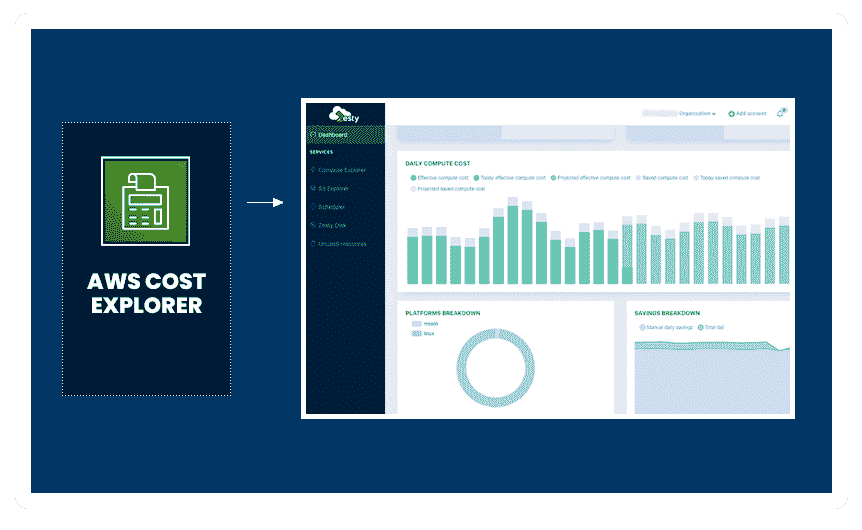 AWS COST
EXPLORER
Zesty
Dashboard
SERVICES
Compute Explorer
S3 Explorer
Scheduler
Zesty Disk
Unused Resources
Organization
Add account
DAILY COMPUTE COST
Effective compute cost Today effective compute cost Projected effective compute cost Saved compute cost Today saved compute cost
Projected saved compute cost
PLATFORMS BREAKDOWN
linux
SAVINGS BREAKDOWN
Manual daily savings Total dail